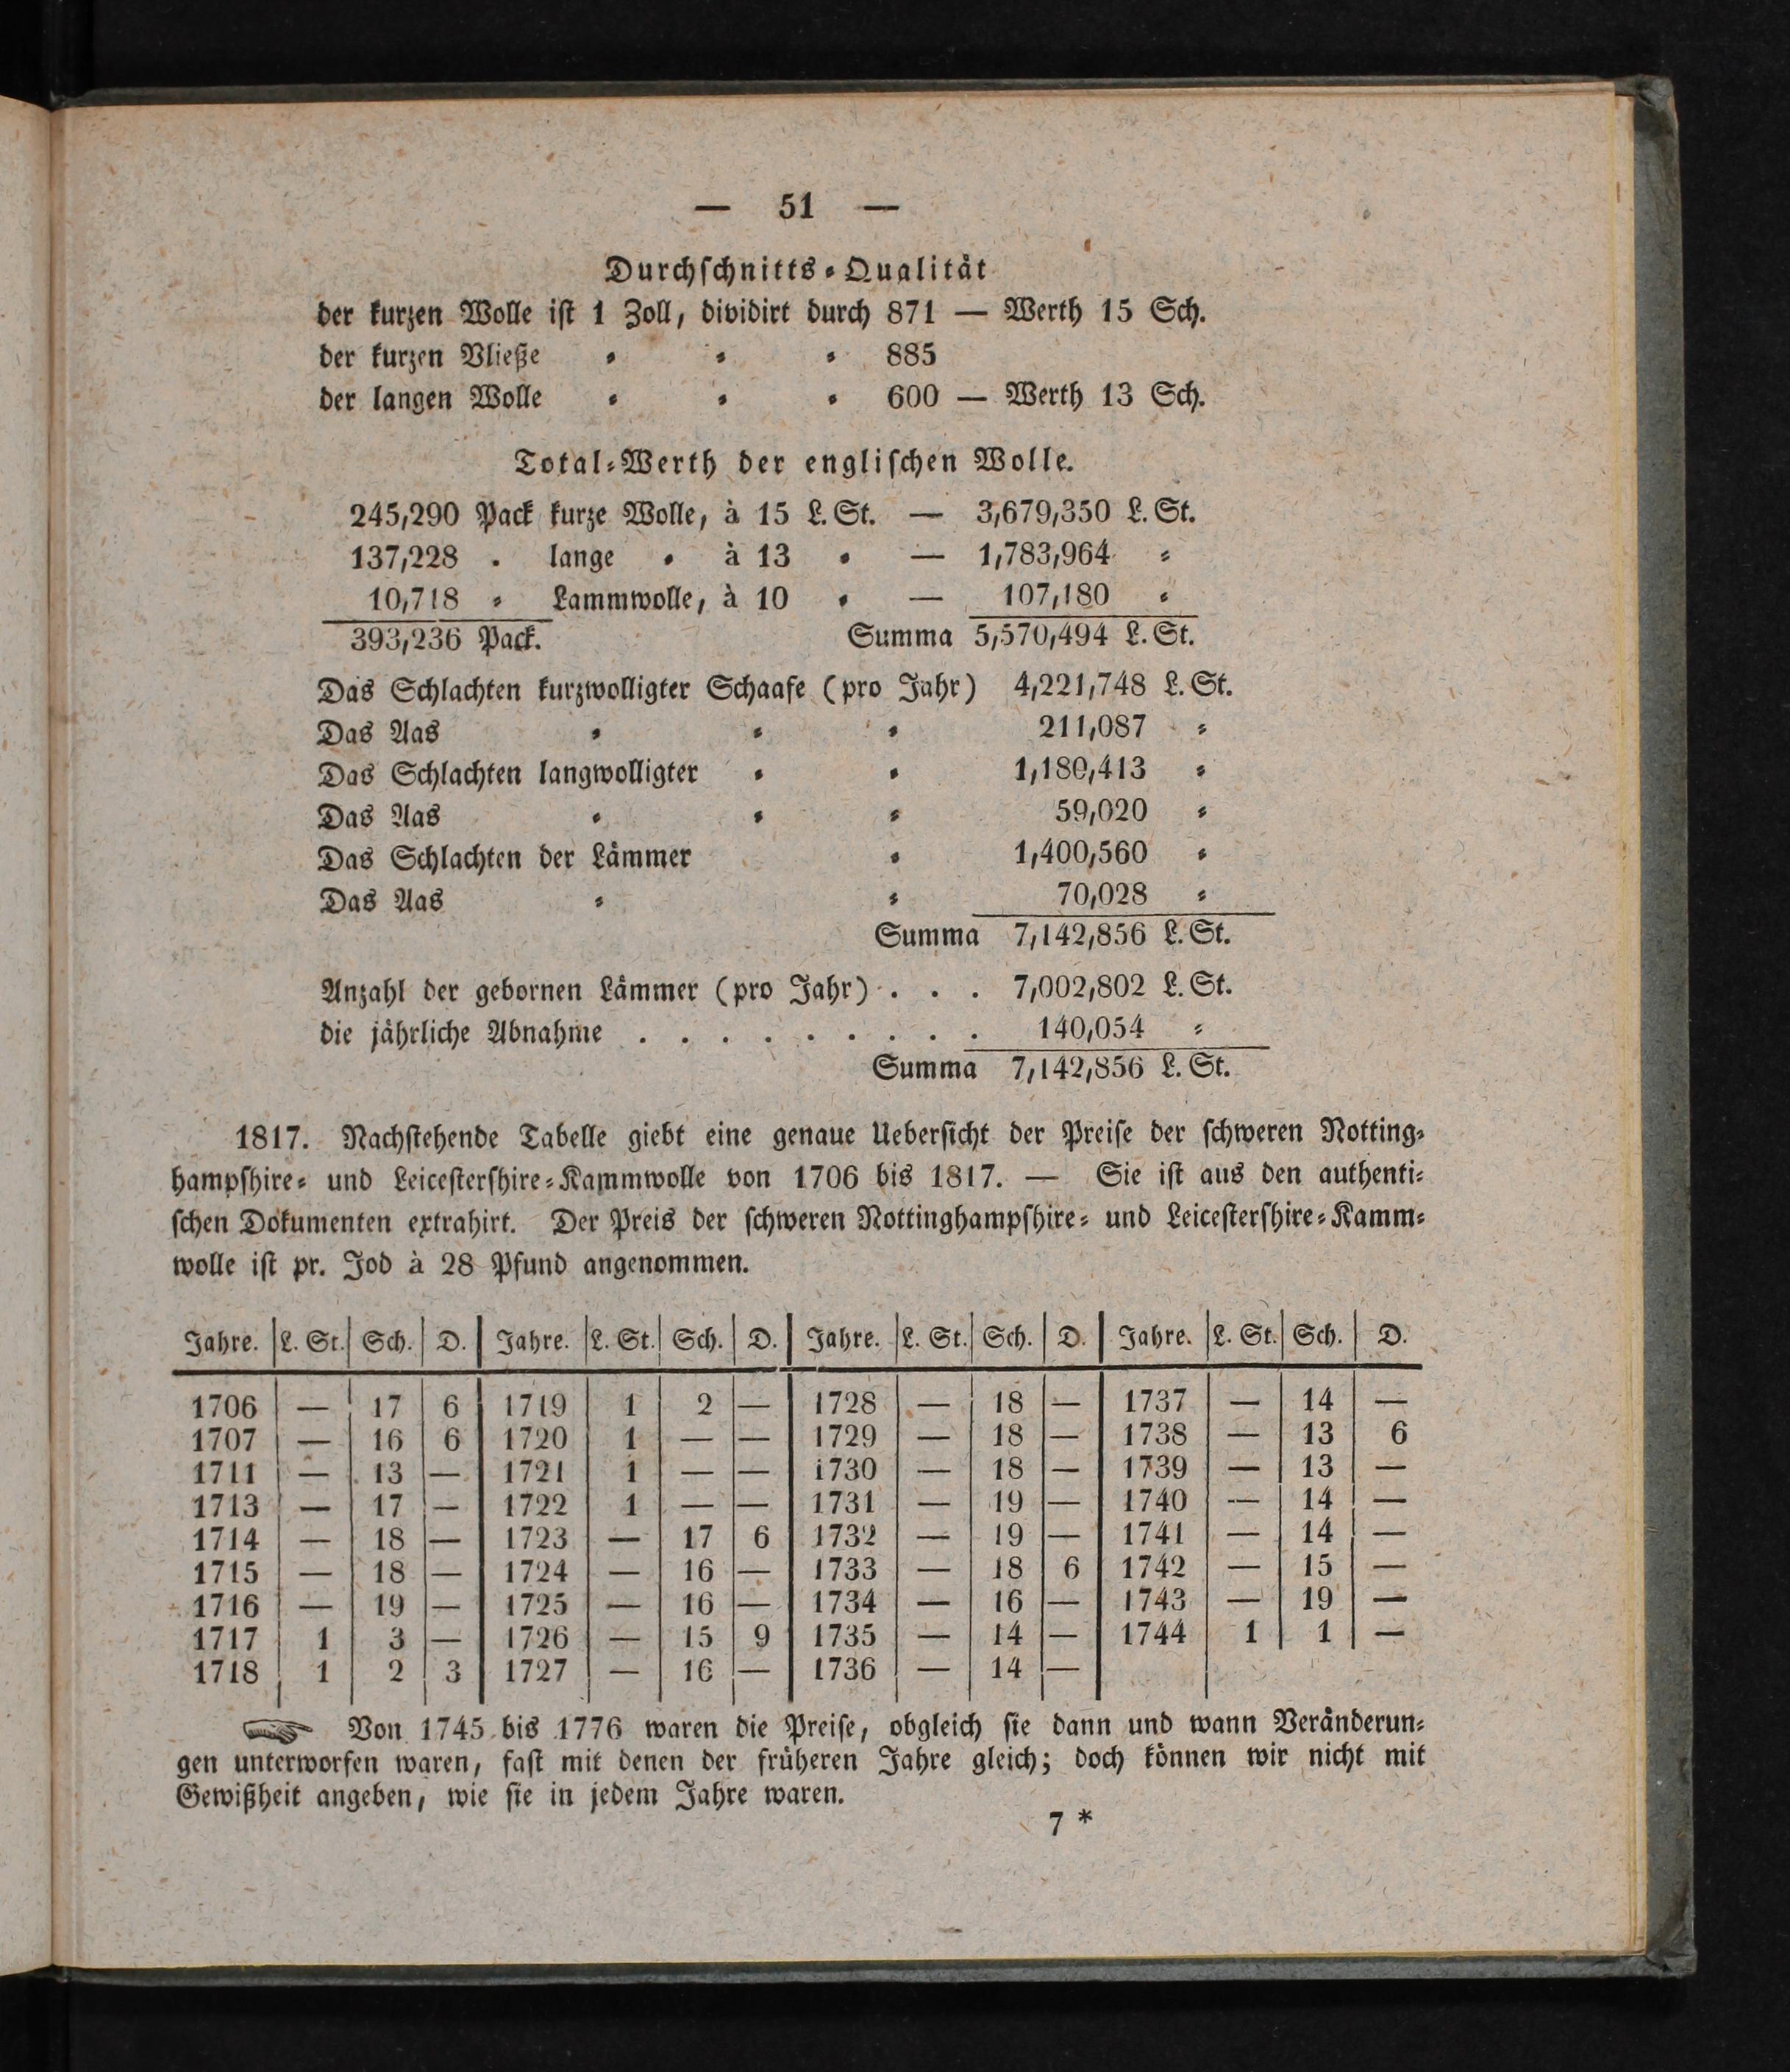 — 51 —
Durchschnitts⸗Qualität
der kurzen Wolle ist 1 Zoll, dividirt durch 871 — Werth 15 Sch.
der kurzen Vließe ⸗ ⸗ ⸗ 885
der langen Wolle ⸗ ⸗ ⸗ 600 — Werth 13 Sch.
Total⸗Werth der englischen Wolle.
245,290 Pack kurze Wolle, à 15 L. St. — 3,679,350 L. St.
137,228 ⸗ lange ⸗ à 13 ⸗ — 1,783,964 ⸗
10,718 ⸗ Lammwolle, à 10 ⸗ — 107,180 ⸗
393,236 Pack. Summa 5,570,494 L. St.
Das Schlachten kurzwolligter Schaafe (pro Jahr) 4,221,748 L. St.
Das Aas ⸗ ⸗ ⸗ 211,087 ⸗
Das Schlachten langwolligter ⸗ ⸗ 1,180,413 ⸗
Das Aas ⸗ ⸗ ⸗ 59,020 ⸗
Das Schlachten der Lämmer ⸗ 1,400,560 ⸗
Das Aas ⸗ ⸗ 70,028 ⸗
Summa 7,142,856 L. St.
Anzahl der gebornen Lämmer (pro Jahr) . . . 7,002,802 L. St.
die jährliche Abnahme . . . . . . . . . 140,054 ⸗
Summa 7,142,856 L. St.
1817. Nachstehende Tabelle giebt eine genaue Uebersicht der Preise der schweren Notting⸗
hampshire⸗ und Leicestershire⸗Kammwolle von 1706 bis 1817. — Sie ist aus den authenti⸗
schen Dokumenten extrahirt. Der Preis der schweren Nottinghampshire⸗ und Leicestershire⸗Kamm⸗
wolle ist pr. Jod à 28 Pfund angenommen.
Jahre. L. St. Sch. D. Jahre. L. St. Sch. D. Jahre. L. St. Sch. D. Jahre. L. St. Sch. D.
1706 — 17 6 1719 1 2 — 1728 — 18 — 1737 — 14 —
1707 — 16 6 1720 1 — — 1729 — 18 — 1738 — 13 6
1711 — 13 — 1721 1 — — 1730 — 18 — 1739 — 13 —
1713 — 17 — 1722 1 — — 1731 — 19 — 1740 — 14 —
1714 — 18 — 1723 — 17 6 1732 — 19 — 1741 — 14 —
1715 — 18 — 1724 — 16 — 1733 — 18 6 1742 — 15 —
1716 — 19 — 1725 — 16 — 1734 — 16 — 1743 — 19 —
1717 1 3 — 1726 — 15 9 1735 — 14 — 1744 1 1 —
1718 1 2 3 1727 — 16 — 1736 — 14 —
☞ Von 1745 bis 1776 waren die Preise, obgleich sie dann und wann Veränderun⸗
gen unterworfen waren, fast mit denen der früheren Jahre gleich; doch können wir nicht mit
Gewißheit angeben, wie sie in jedem Jahre waren.
7 *